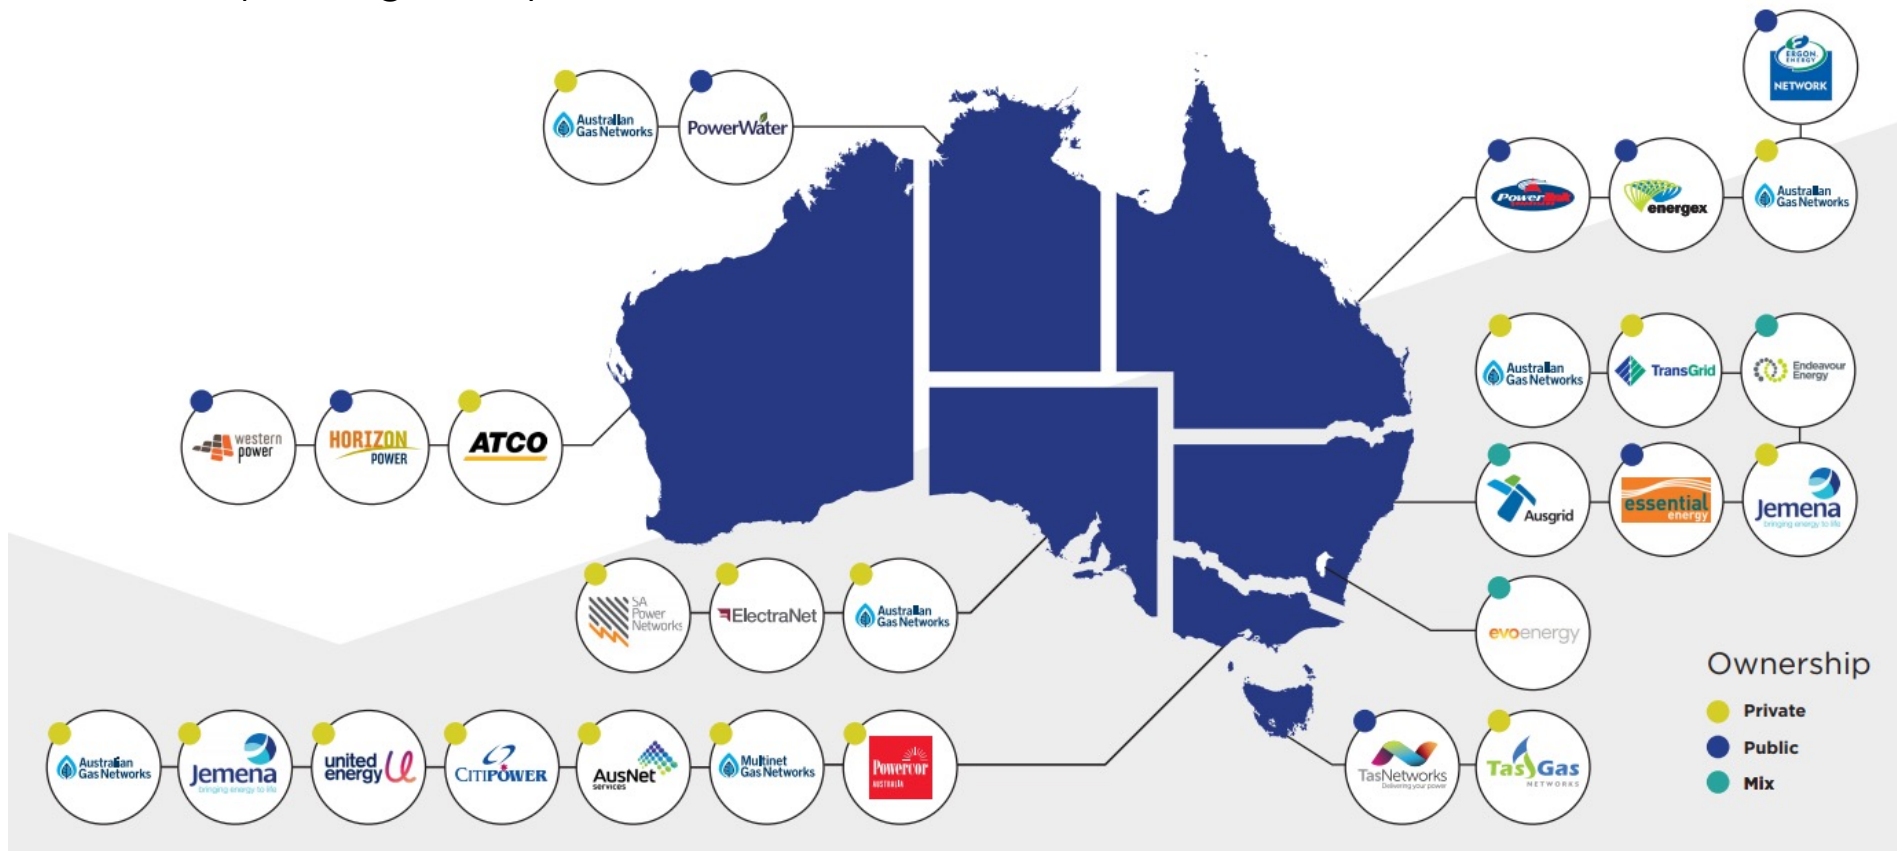 ERGON
ENERGY
NETWORK
Australian
Gas Networks
PowerWater
Powerlink
energex
Australian
Gas Networks
Australian
Gas Networks
TransGrid
Endeavour
Energy
western
power
HORIZON
POWER
ATCO
Ausgrid
essential
energy
Jemena
bringing energy to life
SA
Power
Networks
ElectraNet
Australian
Gas Networks
evoenergy
Ownership
Private
Public
Mix
Australian
Gas Networks
Jemena
bringing energy to life
united
energy
CITIPOWER
AusNet
services
Multinet
Gas Networks
Powercor
AUSTRALIA
TasNetworks
Delivering your power
TasGas
NETWORKS